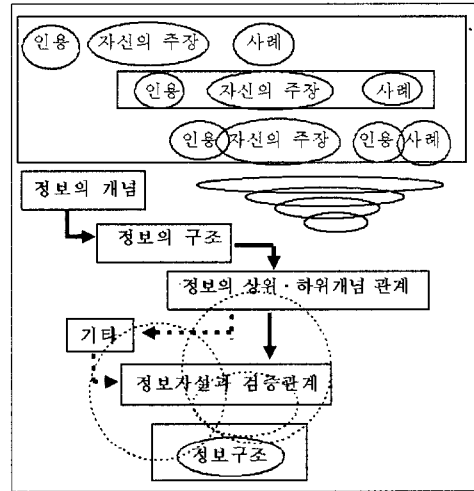 인용 자신의 주장 사례
인용 자신의 주장 사례
인용 자신의 주장 인용 사례
정보의 개념
정보의 구조
정보의 상위·하위개념 관계
기타
정보사실과 검증관계
정보구조